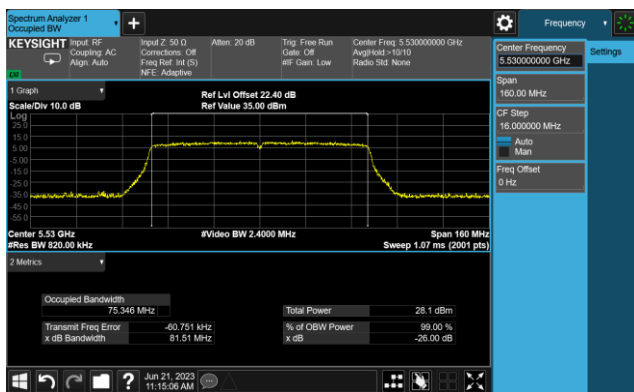 Spectrum Analyzer 1
Occupied BW
Frequency
KEYSIGHT
Input: RF
Coupling: AC
Align: Auto
Input Z: 50 Ω
Corrections: Off
Freq Ref: Int (S)
NFE: Adaptive
Atten: 20 dB
Trig: Free Run
Gate: Off
#IF Gain: Low
Center Freq: 5.530000000 GHz
Avg|Hold:>10/10
Radio Std: None
LXI
Center Frequency
5.530000000 GHz
Settings
Span
160.00 MHz
CF Step
16.000000 MHz
Auto
Man
Freq Offset
0 Hz
1 Graph
Scale/Div 10.0 dB
Ref Lvl Offset 22.40 dB
Ref Value 35.00 dBm
Log
25.0
15.0
5.00
-5.00
-15.0
-25.0
-35.0
-45.0
-55.0
Center 5.53 GHz
#Res BW 820.00 kHz
#Video BW 2.4000 MHz
Span 160 MHz
Sweep 1.07 ms (2001 pts)
2 Metrics
Occupied Bandwidth
75.346 MHz
Total Power 28.1 dBm
Transmit Freq Error -60.751 kHz
% of OBW Power 99.00 %
x dB Bandwidth 81.51 MHz
x dB -26.00 dB
?
Jun 21, 2023
11:15:06 AM